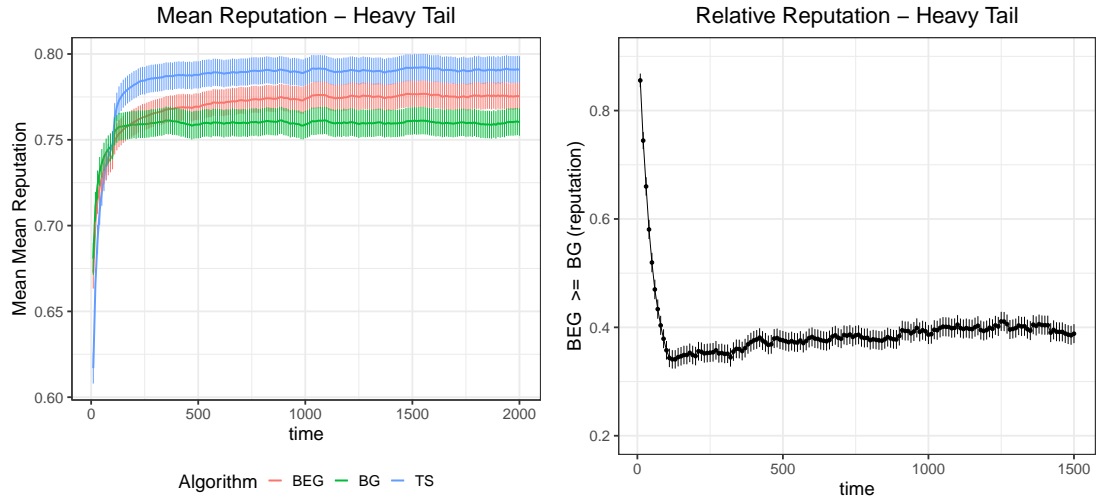 Mean Reputation – Heavy Tail
Mean Mean Reputation
0.80
0.75
0.70
0.65
0.60
0 500 1000 1500 2000
time
Algorithm BEG BG TS
Relative Reputation – Heavy Tail
BEG >= BG (reputation)
0.8
0.6
0.4
0.2
0 500 1000 1500
time